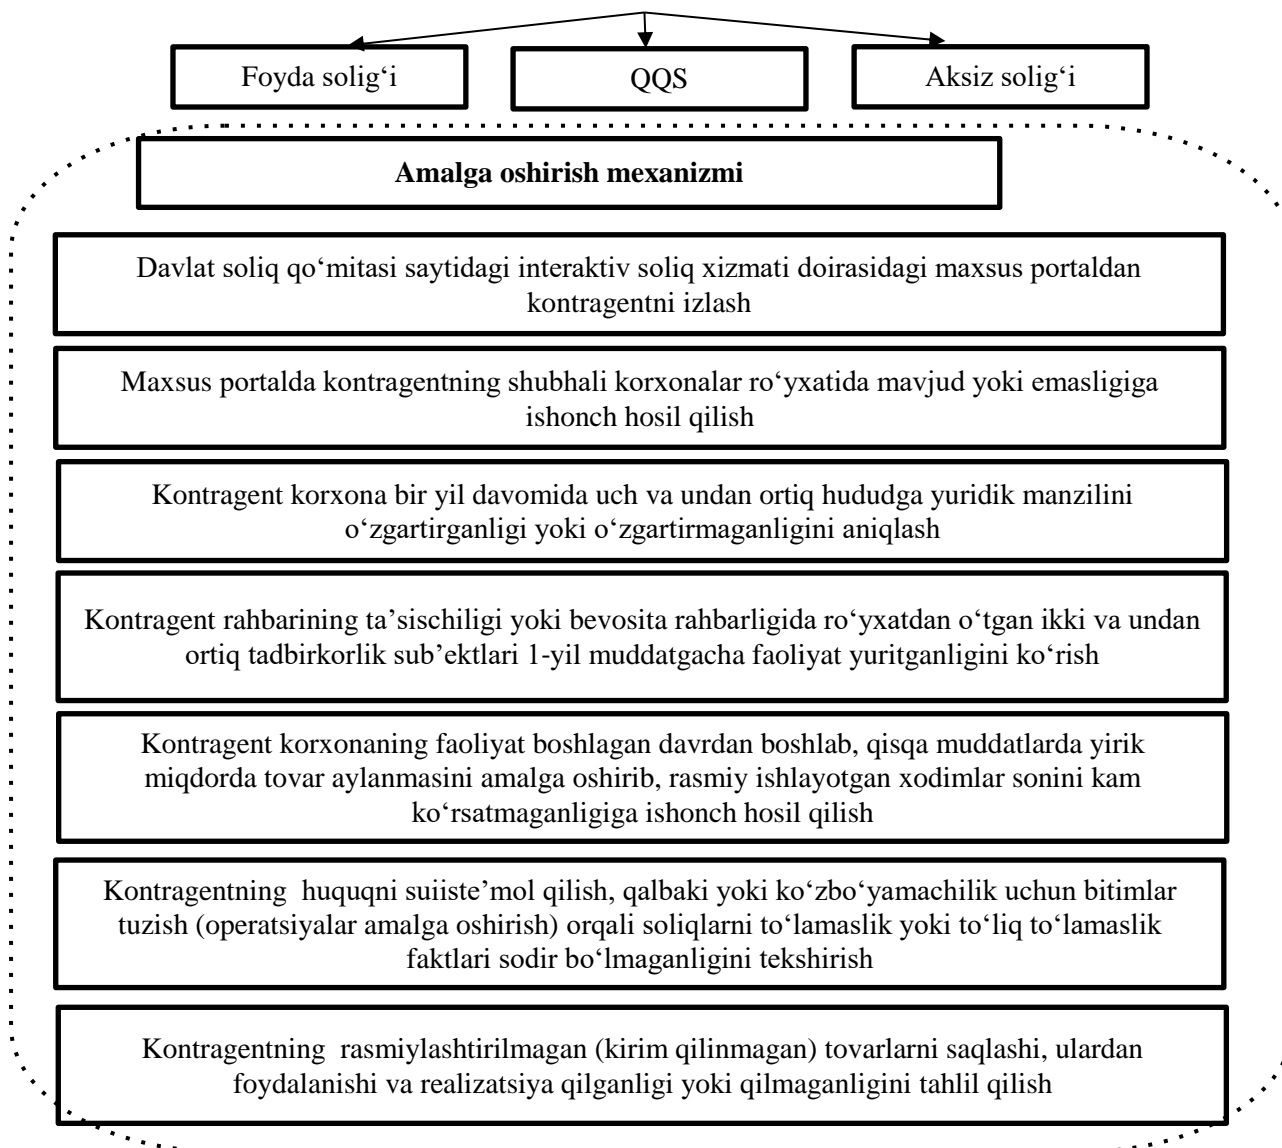 Foyda solig‘i
QQS
Aksiz solig‘i
Amalga oshirish mexanizmi
Davlat soliq qo‘mitasi saytidagi interaktiv soliq xizmati doirasidagi maxsus portaldan
kontragentni izlash
Maxsus portalda kontragentning shubhali korxonalar ro‘yxatida mavjud yoki emasligiga
ishonch hosil qilish
Kontragent korxona bir yil davomida uch va undan ortiq hududga yuridik manzilini
o‘zgartirganligi yoki o‘zgartirmaganligini aniqlash
Kontragent rahbarining ta’sischiligi yoki bevosita rahbarligida ro‘yxatdan o‘tgan ikki va undan
ortiq tadbirkorlik sub’ektlari 1-yil muddatgacha faoliyat yuritganligini ko‘rish
Kontragent korxonaning faoliyat boshlagan davrdan boshlab, qisqa muddatlarda yirik
miqdorda tovar aylanmasini amalga oshirib, rasmiy ishlayotgan xodimlar sonini kam
ko‘rsatmaganligiga ishonch hosil qilish
Kontragentning huquqni suiiste’mol qilish, qalbaki yoki ko‘zbo‘yamachilik uchun bitimlar
tuzish (operatsiyalar amalga oshirish) orqali soliqlarni to‘lamaslik yoki to‘liq to‘lamaslik
faktlari sodir bo‘lmaganligini tekshirish
Kontragentning rasmiylashtirilmagan (kirim qilinmagan) tovarlarni saqlashi, ulardan
foydalanishi va realizatsiya qilganligi yoki qilmaganligini tahlil qilish